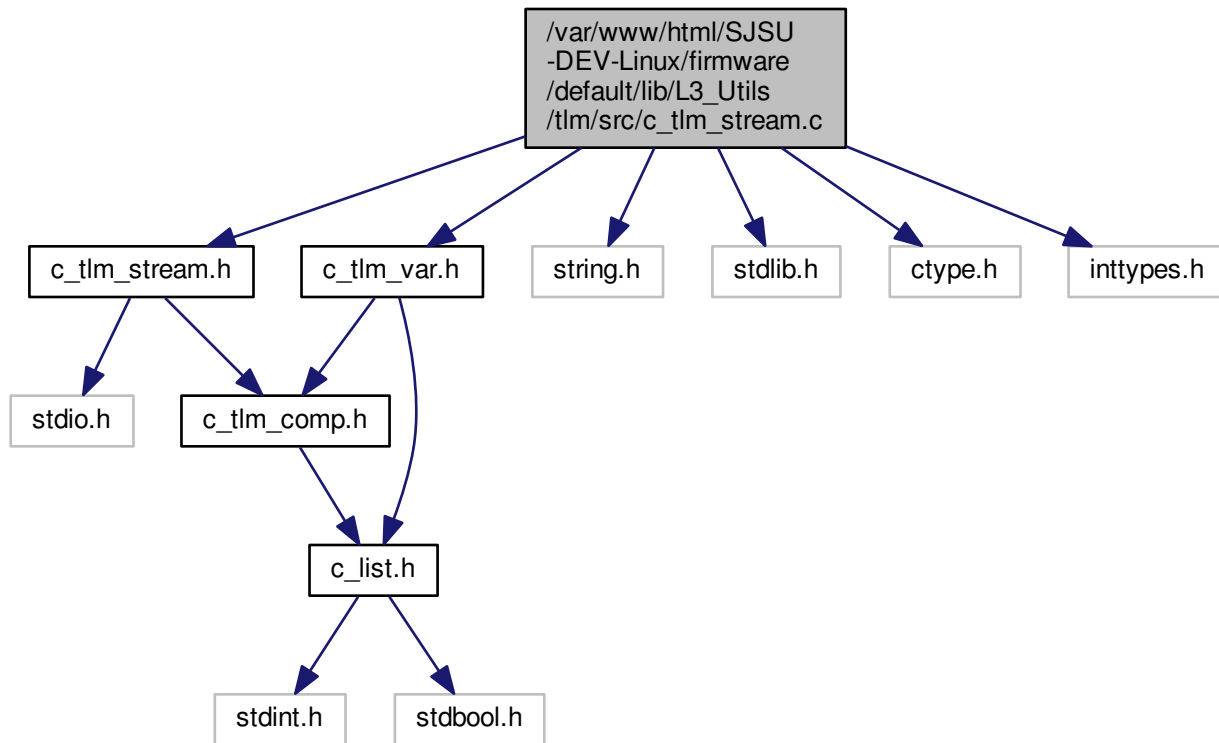 /var/www/html/SJSU
-DEV-Linux/firmware
/default/lib/L3_Utils
/tlm/src/c_tlm_stream.c
c_tlm_stream.h
c_tlm_var.h
string.h
stdlib.h
ctype.h
inttypes.h
stdio.h
c_tlm_comp.h
c_list.h
stdint.h
stdbool.h